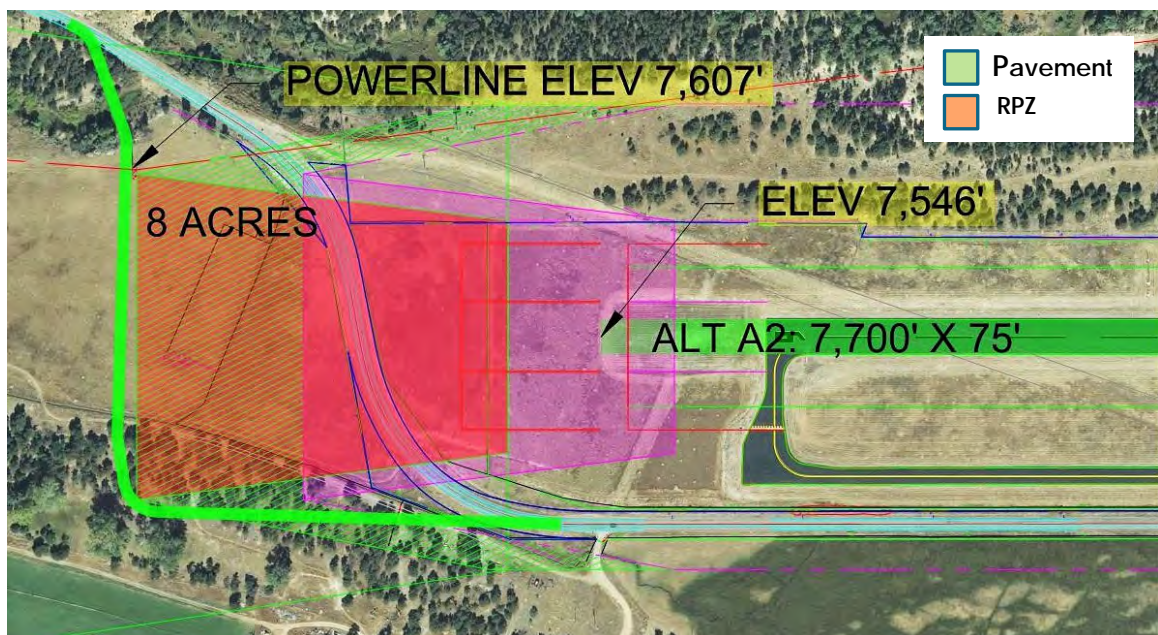 POWERLINE ELEV 7,607'
Pavement
RPZ
8 ACRES
ELEV 7,546'
ALT A2: 7,700' X 75'